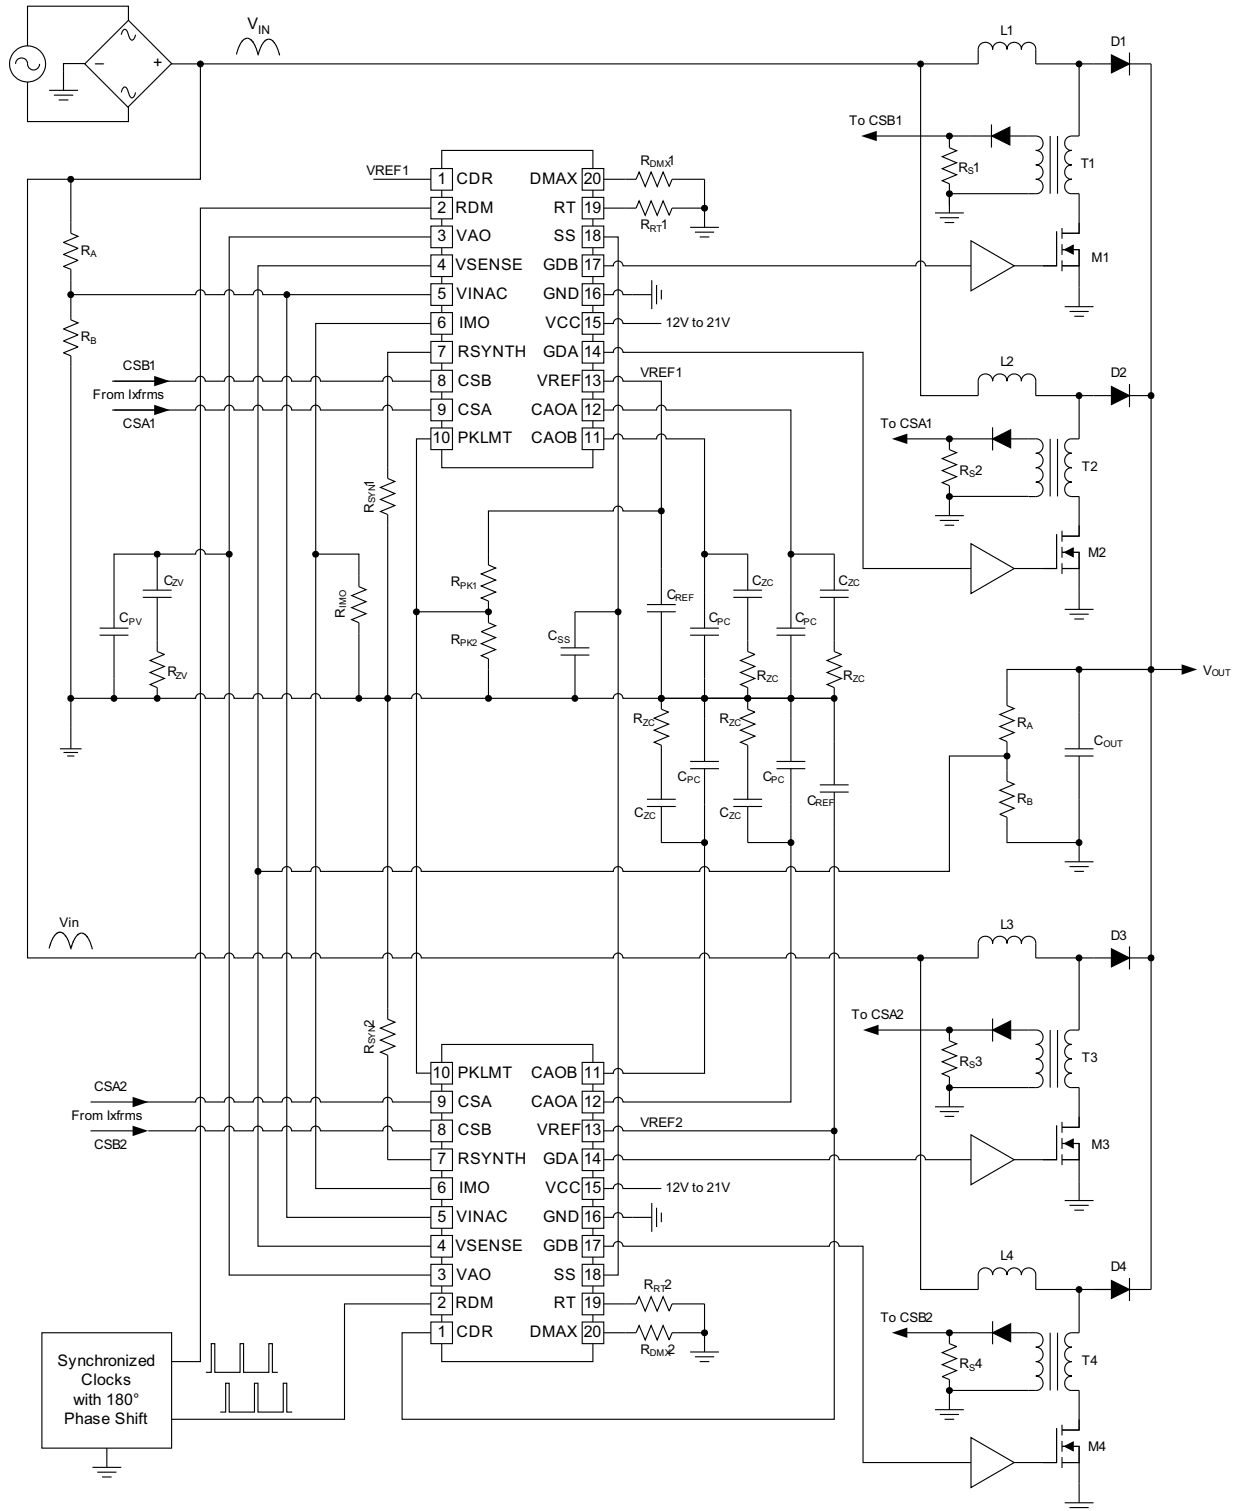 VIN
L1
D1
To CSB1
RS1
T1
M1
VREF1
1 CDR DMAX 20
2 RDM RT 19
3 VAO SS 18
4 VSENSE GDB 17
5 VINAC GND 16
6 IMO VCC 15
7 RSYNTH GDA 14
8 CSB VREF 13
9 CSA CAOA 12
10 PKLMT CAOB 11
RDMX1
RRT1
12V to 21V
VREF1
RA
RB
CSB1
From Ixfrms
CSA1
L2
D2
To CSA1
RS2
T2
M2
RSYN1
CZV
CPV
RZV
RIMO
RPK1
RPK2
CSS
CREF
CPC
CZC
RZC
CPC
CZC
RZC
RZC
CPC
CZC
RZC
CPC
CZC
CREF
VOUT
RA
RB
COUT
Vin
L3
D3
To CSA2
RS3
T3
M3
RSYN2
CSA2
From Ixfrms
CSB2
10 PKLMT CAOB 11
9 CSA CAOA 12
8 CSB VREF 13
7 RSYNTH GDA 14
6 IMO VCC 15
5 VINAC GND 16
4 VSENSE GDB 17
3 VAO SS 18
2 RDM RT 19
1 CDR DMAX 20
VREF2
12V to 21V
RRT2
RDMX2
L4
D4
To CSB2
RS4
T4
M4
Synchronized
Clocks
with 180°
Phase Shift